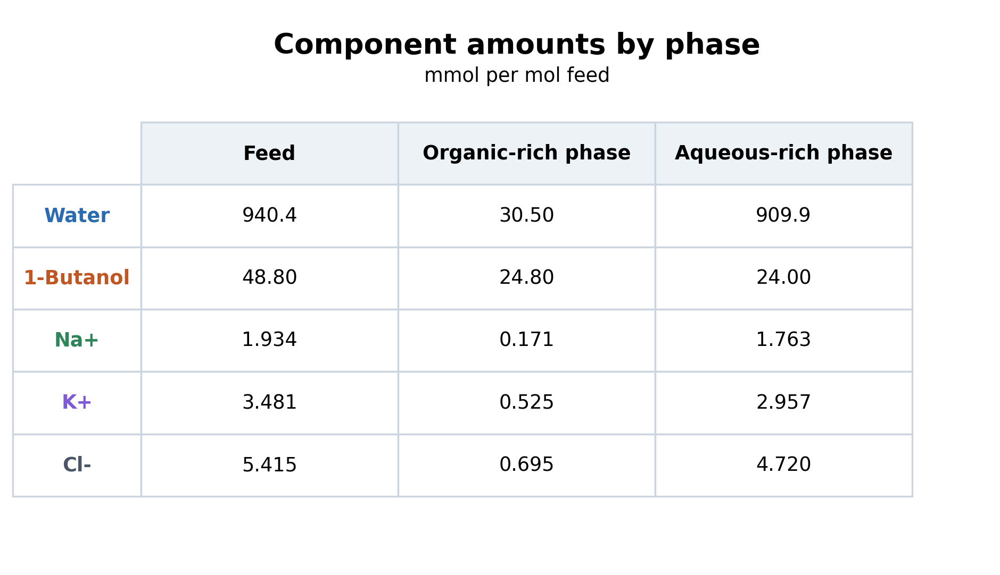 Component amounts by phase
mmol per mol feed
Feed Organic-rich phase Aqueous-rich phase
Water 940.4 30.50 909.9
1-Butanol 48.80 24.80 24.00
Na+ 1.934 0.171 1.763
K+ 3.481 0.525 2.957
Cl- 5.415 0.695 4.720